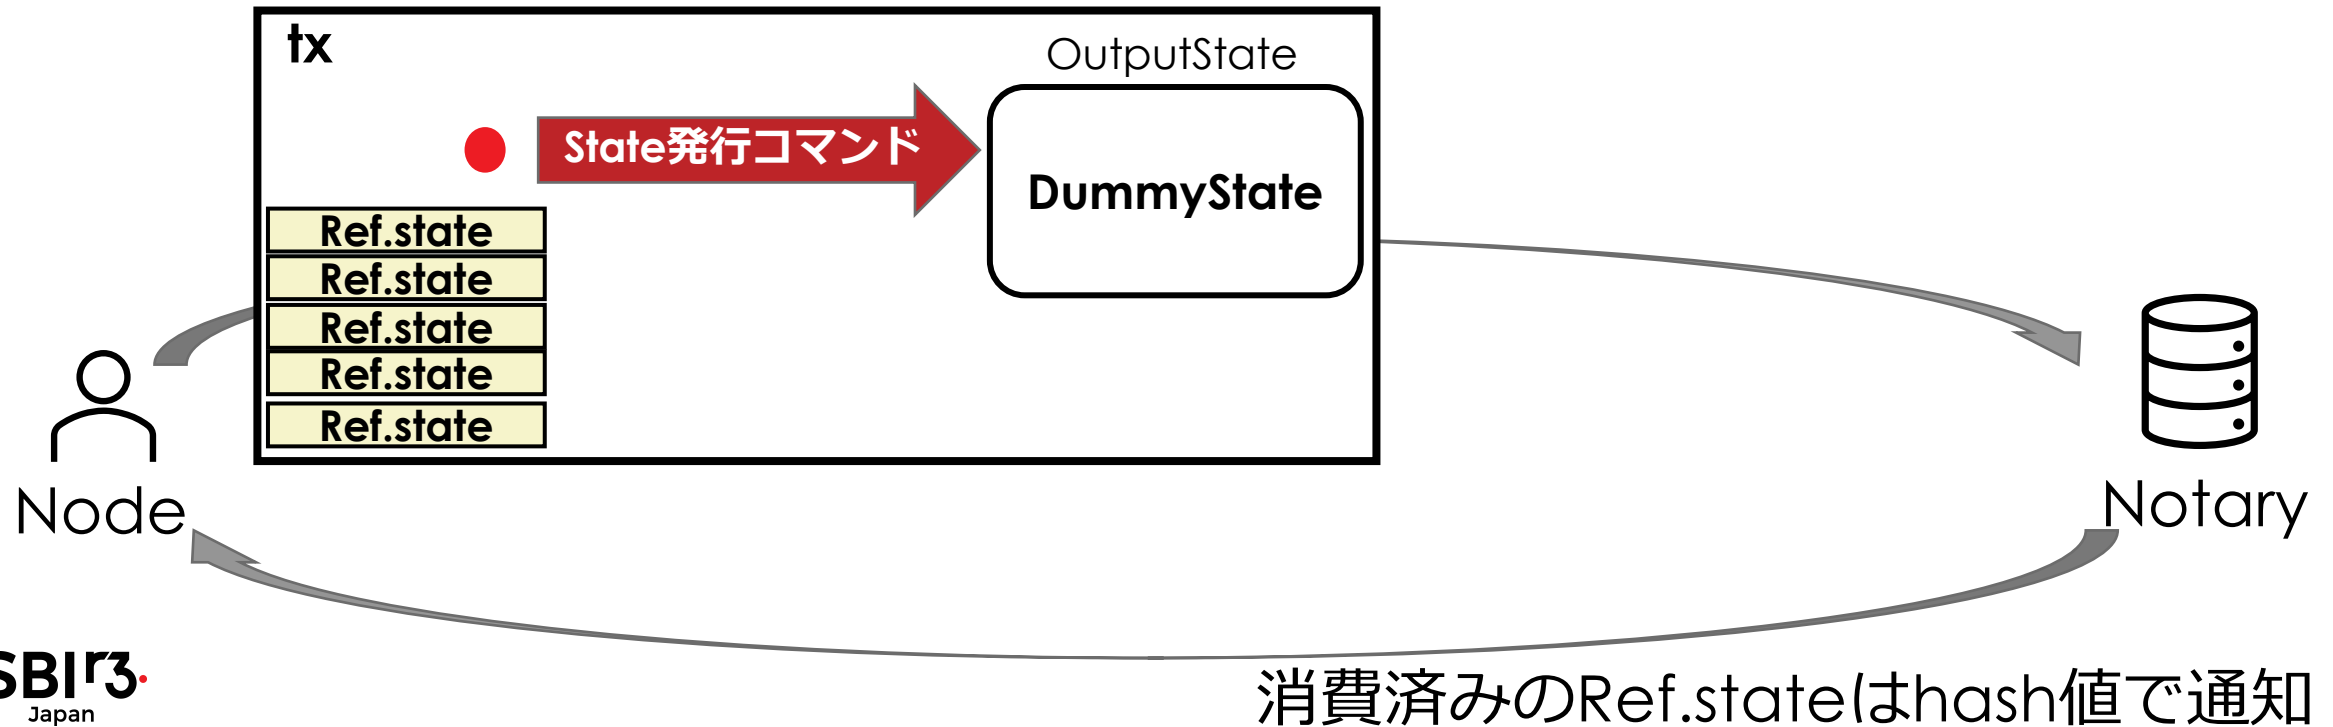 tx
OutputState
State発行コマンド
DummyState
Ref.state
Ref.state
Ref.state
Ref.state
Ref.state
Node
Notary
SBI r3.
Japan
消費済みのRef.stateはhash値で通知